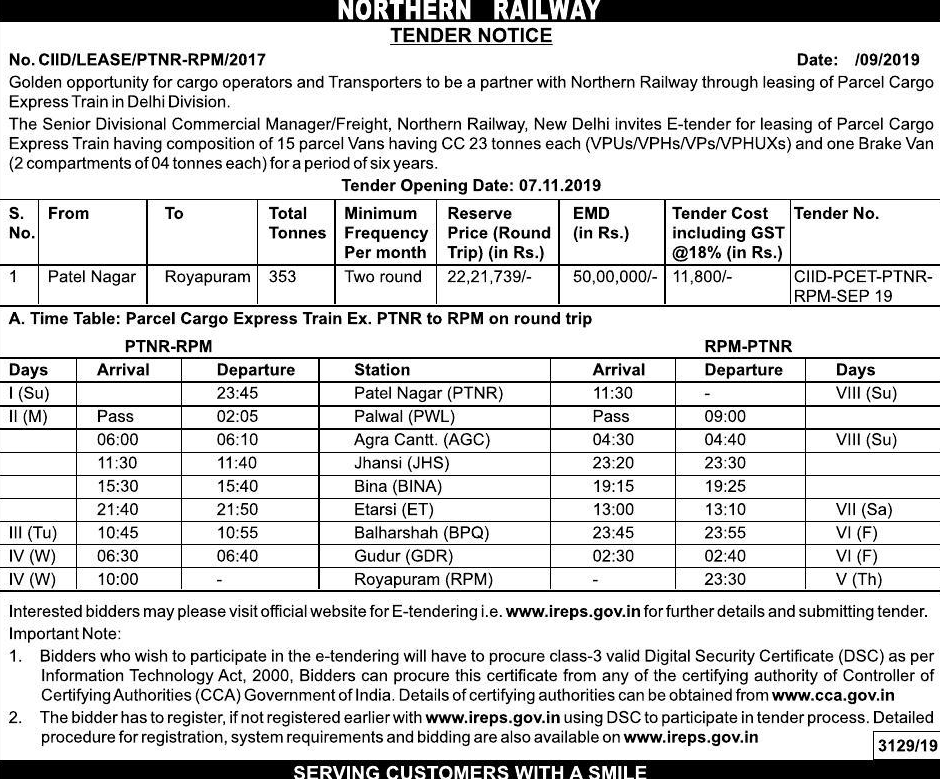 NORTHERN RAILWAY
TENDER NOTICE
No. CIID/LEASE/PTNR-RPM/2017 Date: /09/2019
Golden opportunity for cargo operators and Transporters to be a partner with Northern Railway through leasing of Parcel Cargo
Express Train in Delhi Division.
The Senior Divisional Commercial Manager/Freight, Northern Railway, New Delhi invites E-tender for leasing of Parcel Cargo
Express Train having composition of 15 parcel Vans having CC 23 tonnes each (VPUs/VPHs/VPs/VPHUXs) and one Brake Van
(2 compartments of 04 tonnes each) for a period of six years.
Tender Opening Date: 07.11.2019
S. From To Total Minimum Reserve EMD Tender Cost Tender No.
No. Tonnes Frequency Price (Round (in Rs.) including GST
Per month Trip) (in Rs.) @18% (in Rs.)
1 Patel Nagar Royapuram 353 Two round 22,21,739/- 50,00,000/- 11,800/- CIID-PCET-PTNR-
RPM-SEP 19
A. Time Table: Parcel Cargo Express Train Ex. PTNR to RPM on round trip
PTNR-RPM RPM-PTNR
Days Arrival Departure Station Arrival Departure Days
I (Su) 23:45 Patel Nagar (PTNR) 11:30 - VIII (Su)
II (M) Pass 02:05 Palwal (PWL) Pass 09:00
06:00 06:10 Agra Cantt. (AGC) 04:30 04:40 VIII (Su)
11:30 11:40 Jhansi (JHS) 23:20 23:30
15:30 15:40 Bina (BINA) 19:15 19:25
21:40 21:50 Etarsi (ET) 13:00 13:10 VII (Sa)
III (Tu) 10:45 10:55 Balharshah (BPQ) 23:45 23:55 VI (F)
IV (W) 06:30 06:40 Gudur (GDR) 02:30 02:40 VI (F)
IV (W) 10:00 - Royapuram (RPM) - 23:30 V (Th)
Interested bidders may please visit official website for E-tendering i.e. www.ireps.gov.in for further details and submitting tender.
Important Note:
1. Bidders who wish to participate in the e-tendering will have to procure class-3 valid Digital Security Certificate (DSC) as per
Information Technology Act, 2000, Bidders can procure this certificate from any of the certifying authority of Controller of
Certifying Authorities (CCA) Government of India. Details of certifying authorities can be obtained from www.cca.gov.in
2. The bidder has to register, if not registered earlier with www.ireps.gov.in using DSC to participate in tender process. Detailed
procedure for registration, system requirements and bidding are also available on www.ireps.gov.in
3129/19
SERVING CUSTOMERS WITH A SMILE